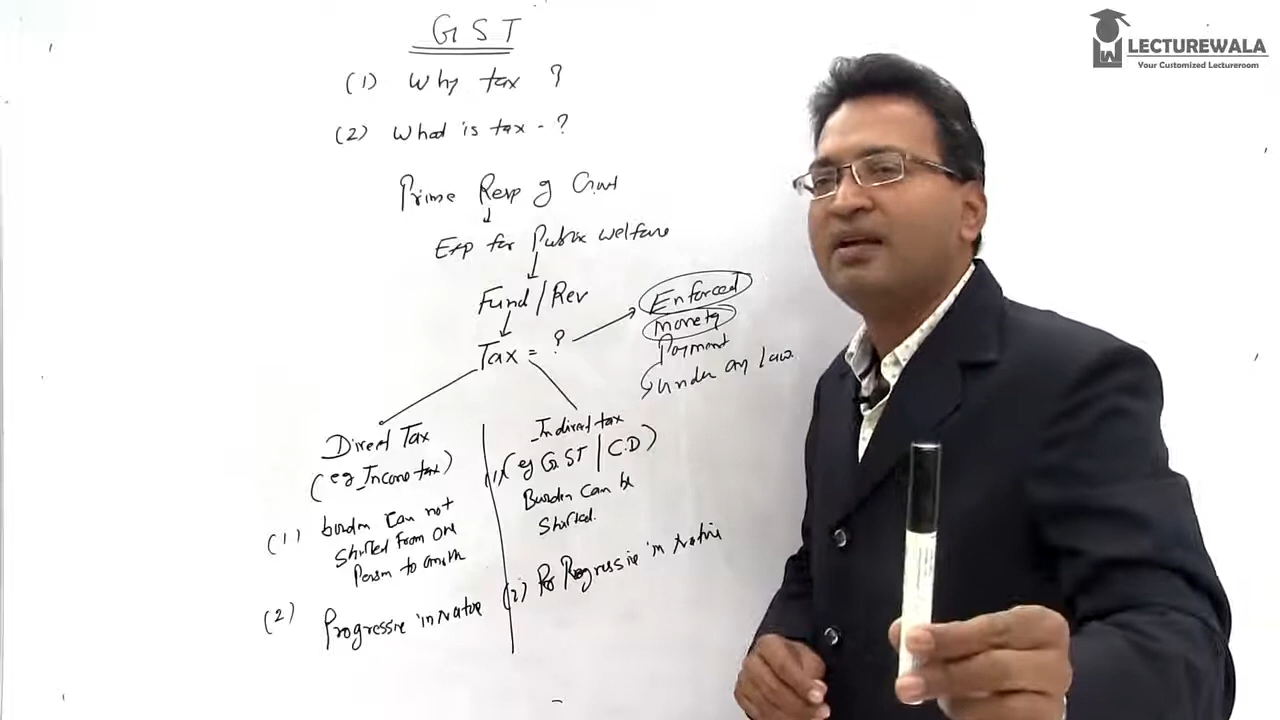 LECTUREWALA
Your Customized Lectureroom
GST
(1) Why tax ?
(2) What is tax - ?
Prime Resp of Govt
Exp for Public welfare
Fund/Rev
Tax = ?
Enforced
monetary
Payment
under any law.
Direct Tax
(eg Income tax)
(1) burden can not
shifted from one
Person to another
(2) Progressive in Nature
Indirect tax
(1) (eg GST | C.D)
Burden can be
Shifted.
(2) Progressive in Nature